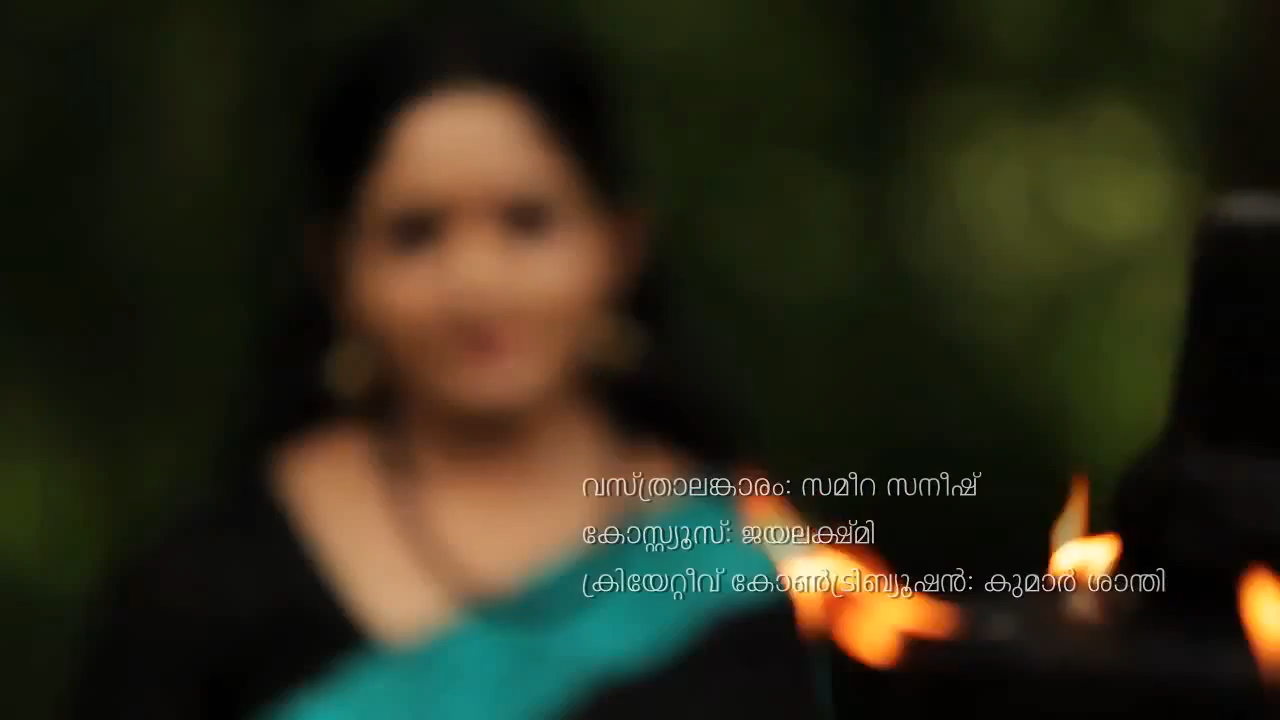 വസ്ത്രാലങ്കാരം: സമീറ സനീഷ്
കോസ്റ്റ്യൂസ്: ജയലക്ഷ്മി
ക്രിയേറ്റീവ് കോൺട്രിബ്യൂഷൻ: കുമാർ ശാന്തി